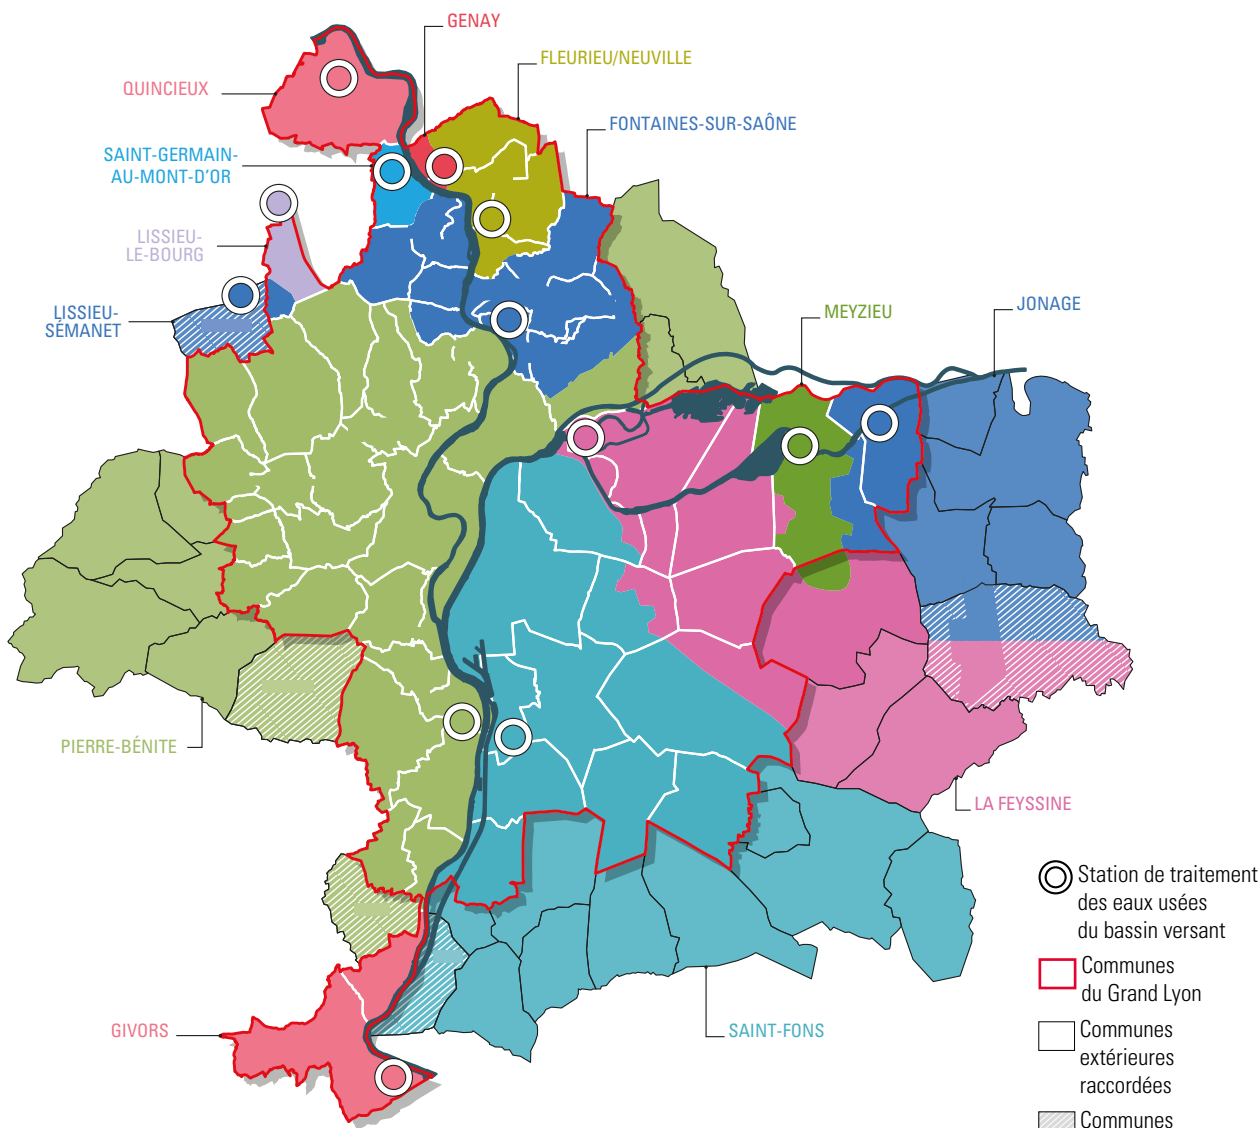 GENAY
FLEURIEU/NEUVILLE
QUINCIEUX
FONTAINES-SUR-SAÔNE
SAINT-GERMAIN-
AU-MONT-D'OR
LISSIEU-
LE-BOURG
LISSIEU-
SÉMANET
MEYZIEU
JONAGE
PIERRE-BÉNITE
LA FEYSSINE
GIVORS
SAINT-FONS
Station de traitement
des eaux usées
du bassin versant
Communes
du Grand Lyon
Communes
extérieures
raccordées
Communes